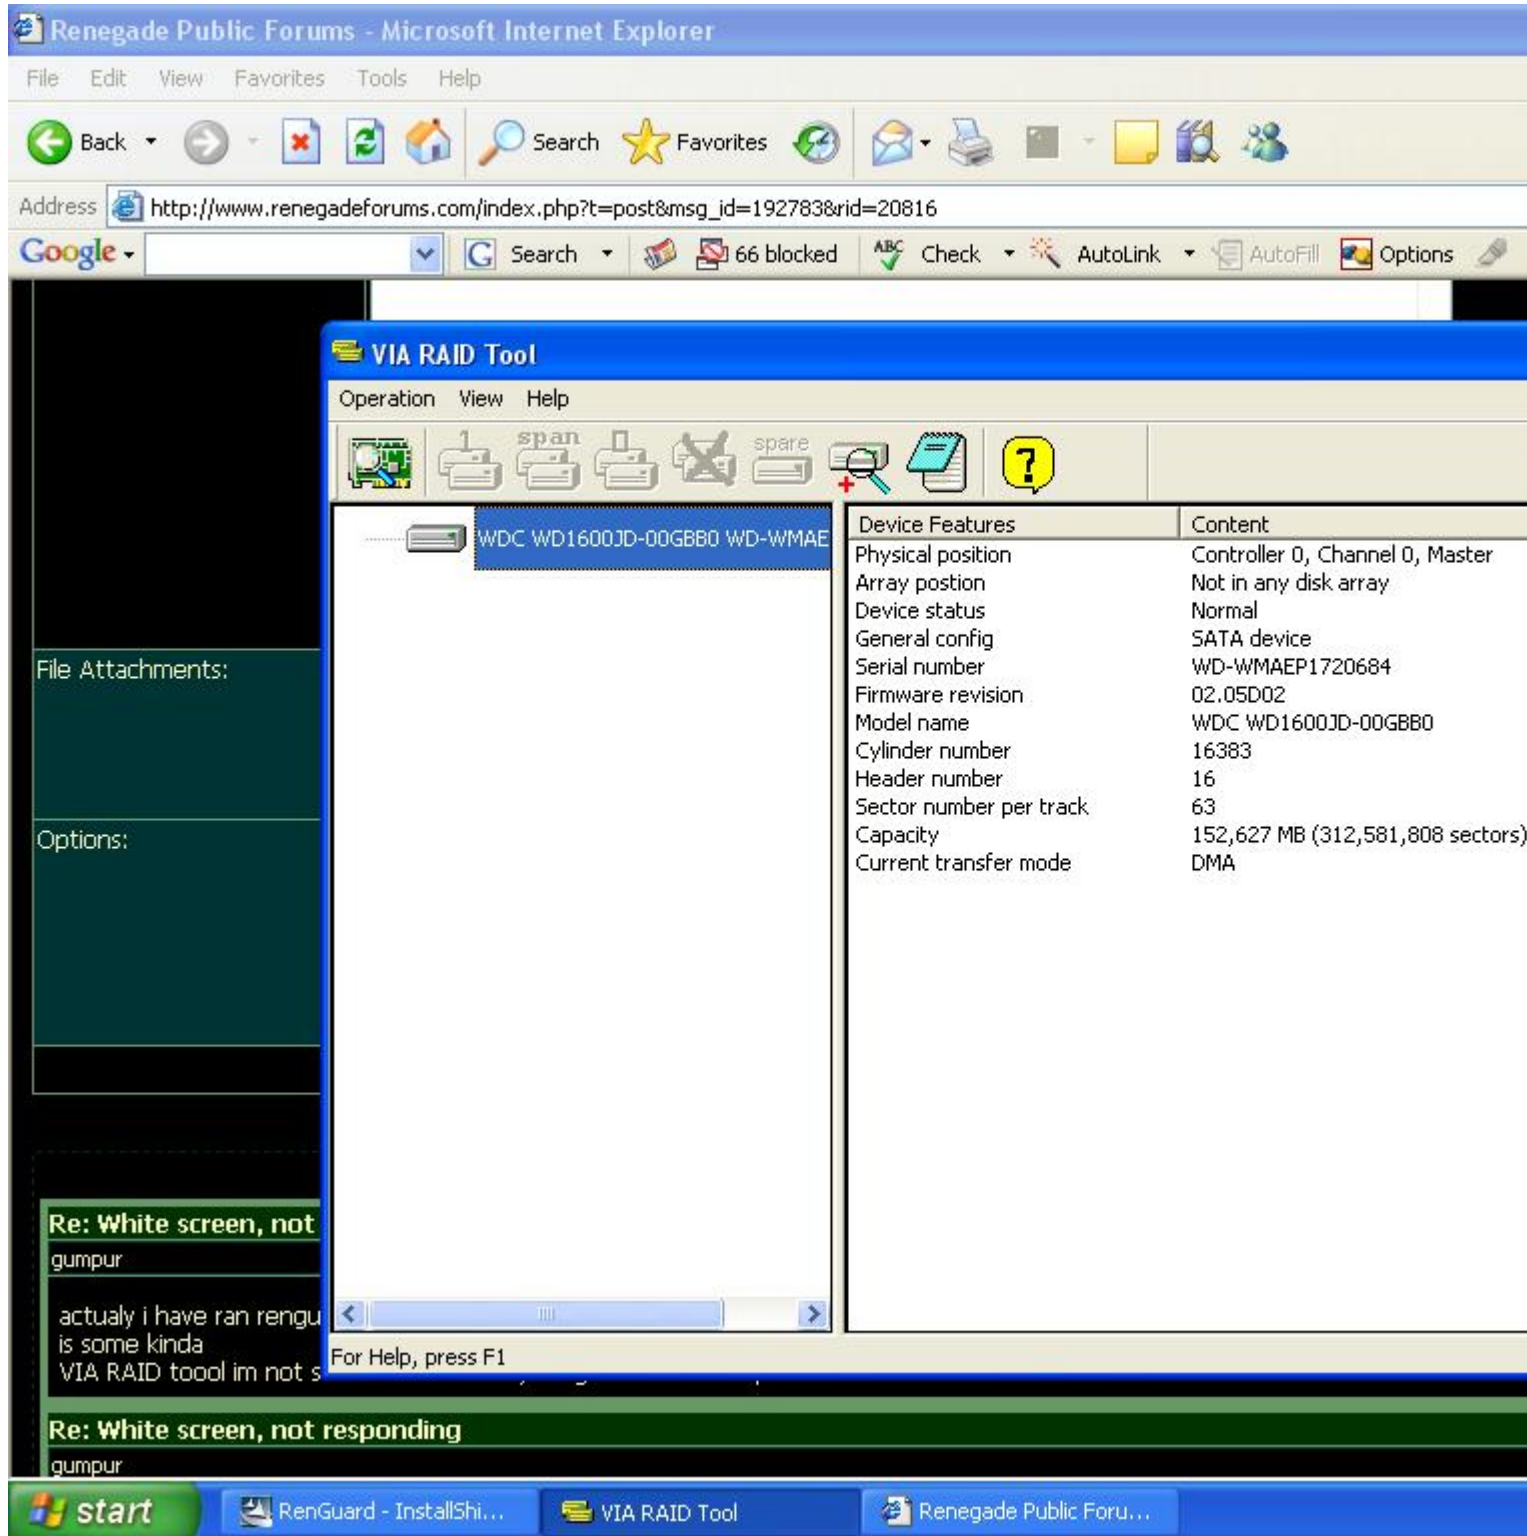 Renegade Public Forums - Microsoft Internet Explorer
File Edit View Favorites Tools Help
Back Search Favorites
Address http://www.renegadeforums.com/index.php?t=post&msg_id=192783&rid=20816
Google Search 66 blocked ABC Check AutoLink AutoFill Options
VIA RAID Tool
Operation View Help
1 span 0 spare ?
WDC WD1600JD-00GBB0 WD-WMAE
Device Features Content
Physical position Controller 0, Channel 0, Master
Array postion Not in any disk array
Device status Normal
General config SATA device
Serial number WD-WMAEP1720684
Firmware revision 02.05D02
Model name WDC WD1600JD-00GBB0
Cylinder number 16383
Header number 16
Sector number per track 63
Capacity 152,627 MB (312,581,808 sectors)
Current transfer mode DMA
For Help, press F1
File Attachments:
Options:
Re: White screen, not
gumpur
actualy i have ran rengu
is some kinda
VIA RAID toool im not s
Re: White screen, not responding
gumpur
start RenGuard - InstallShi... VIA RAID Tool Renegade Public Foru...